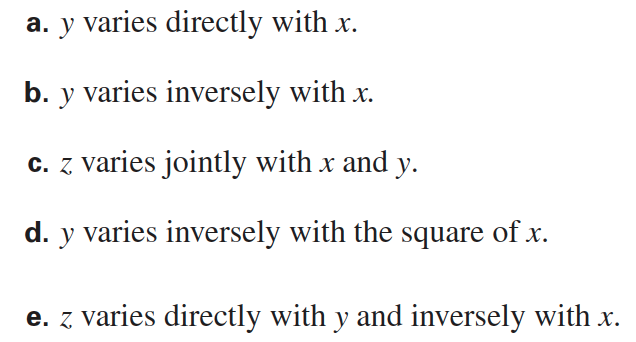 a. y varies directly with x.
b. y varies inversely with x.
c. z varies jointly with x and y.
d. y varies inversely with the square of x.
e. z varies directly with y and inversely with x.